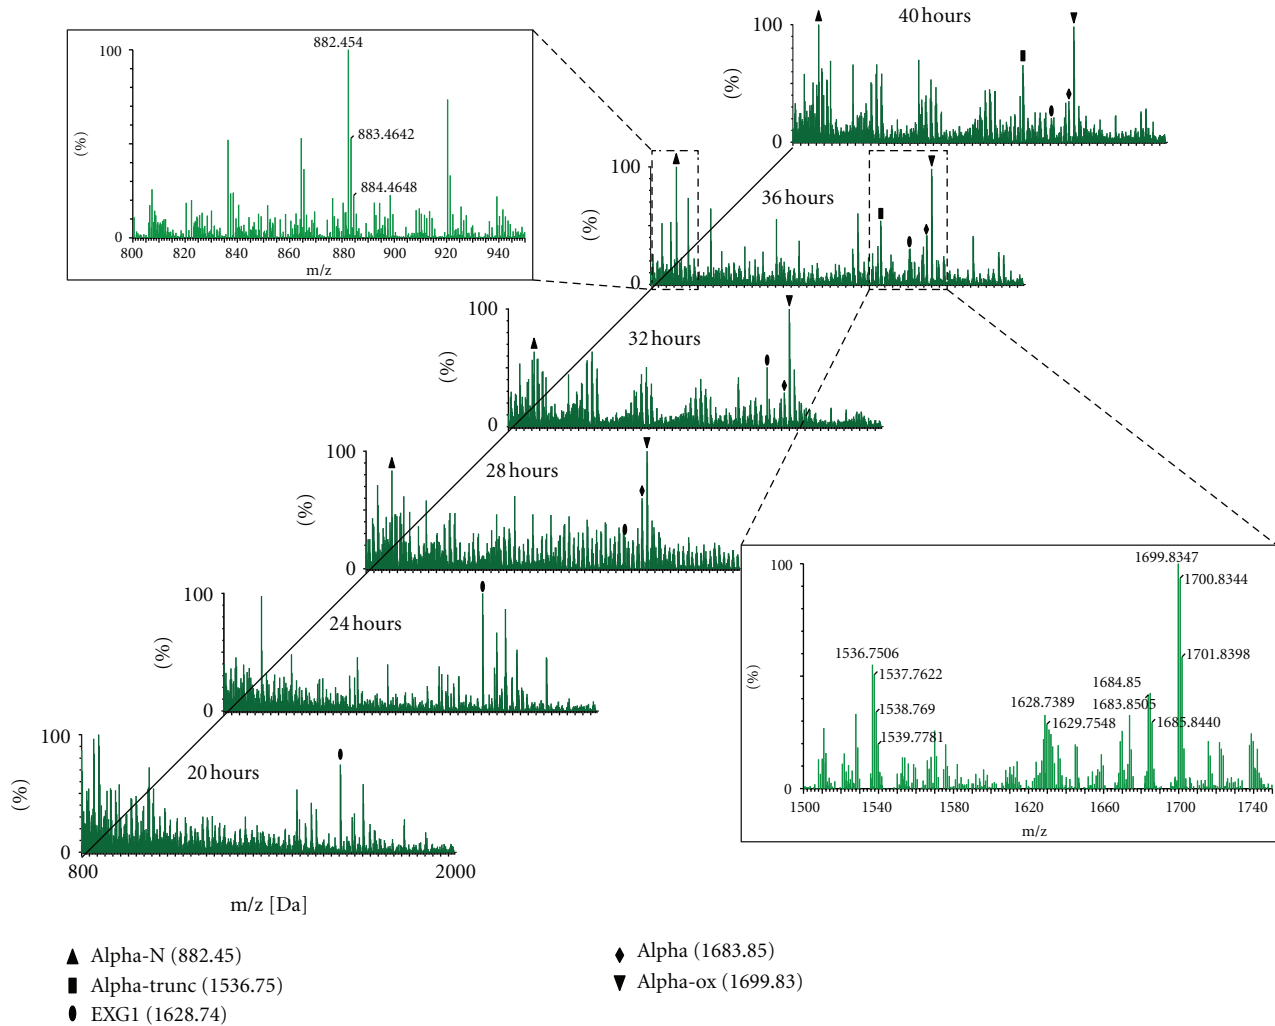 40 hours
100
(%)
0
36 hours
100
(%)
0
882.454
100
883.4642
(%)
884.4648
0
800 820 840 860 880 900 920 940
m/z
32 hours
100
(%)
0
28 hours
100
(%)
0
24 hours
100
(%)
0
20 hours
100
(%)
0
800 2000
m/z [Da]
1699.8347
100
1700.8344
1536.7506
1701.8398
1537.7622
1684.85
(%)
1628.7389
1683.8505
1538.769
1629.7548
1685.8440
1539.7781
0
1500 1540 1580 1620 1660 1700 1740
m/z
Alpha-N (882.45)
Alpha-trunc (1536.75)
EXG1 (1628.74)
Alpha (1683.85)
Alpha-ox (1699.83)